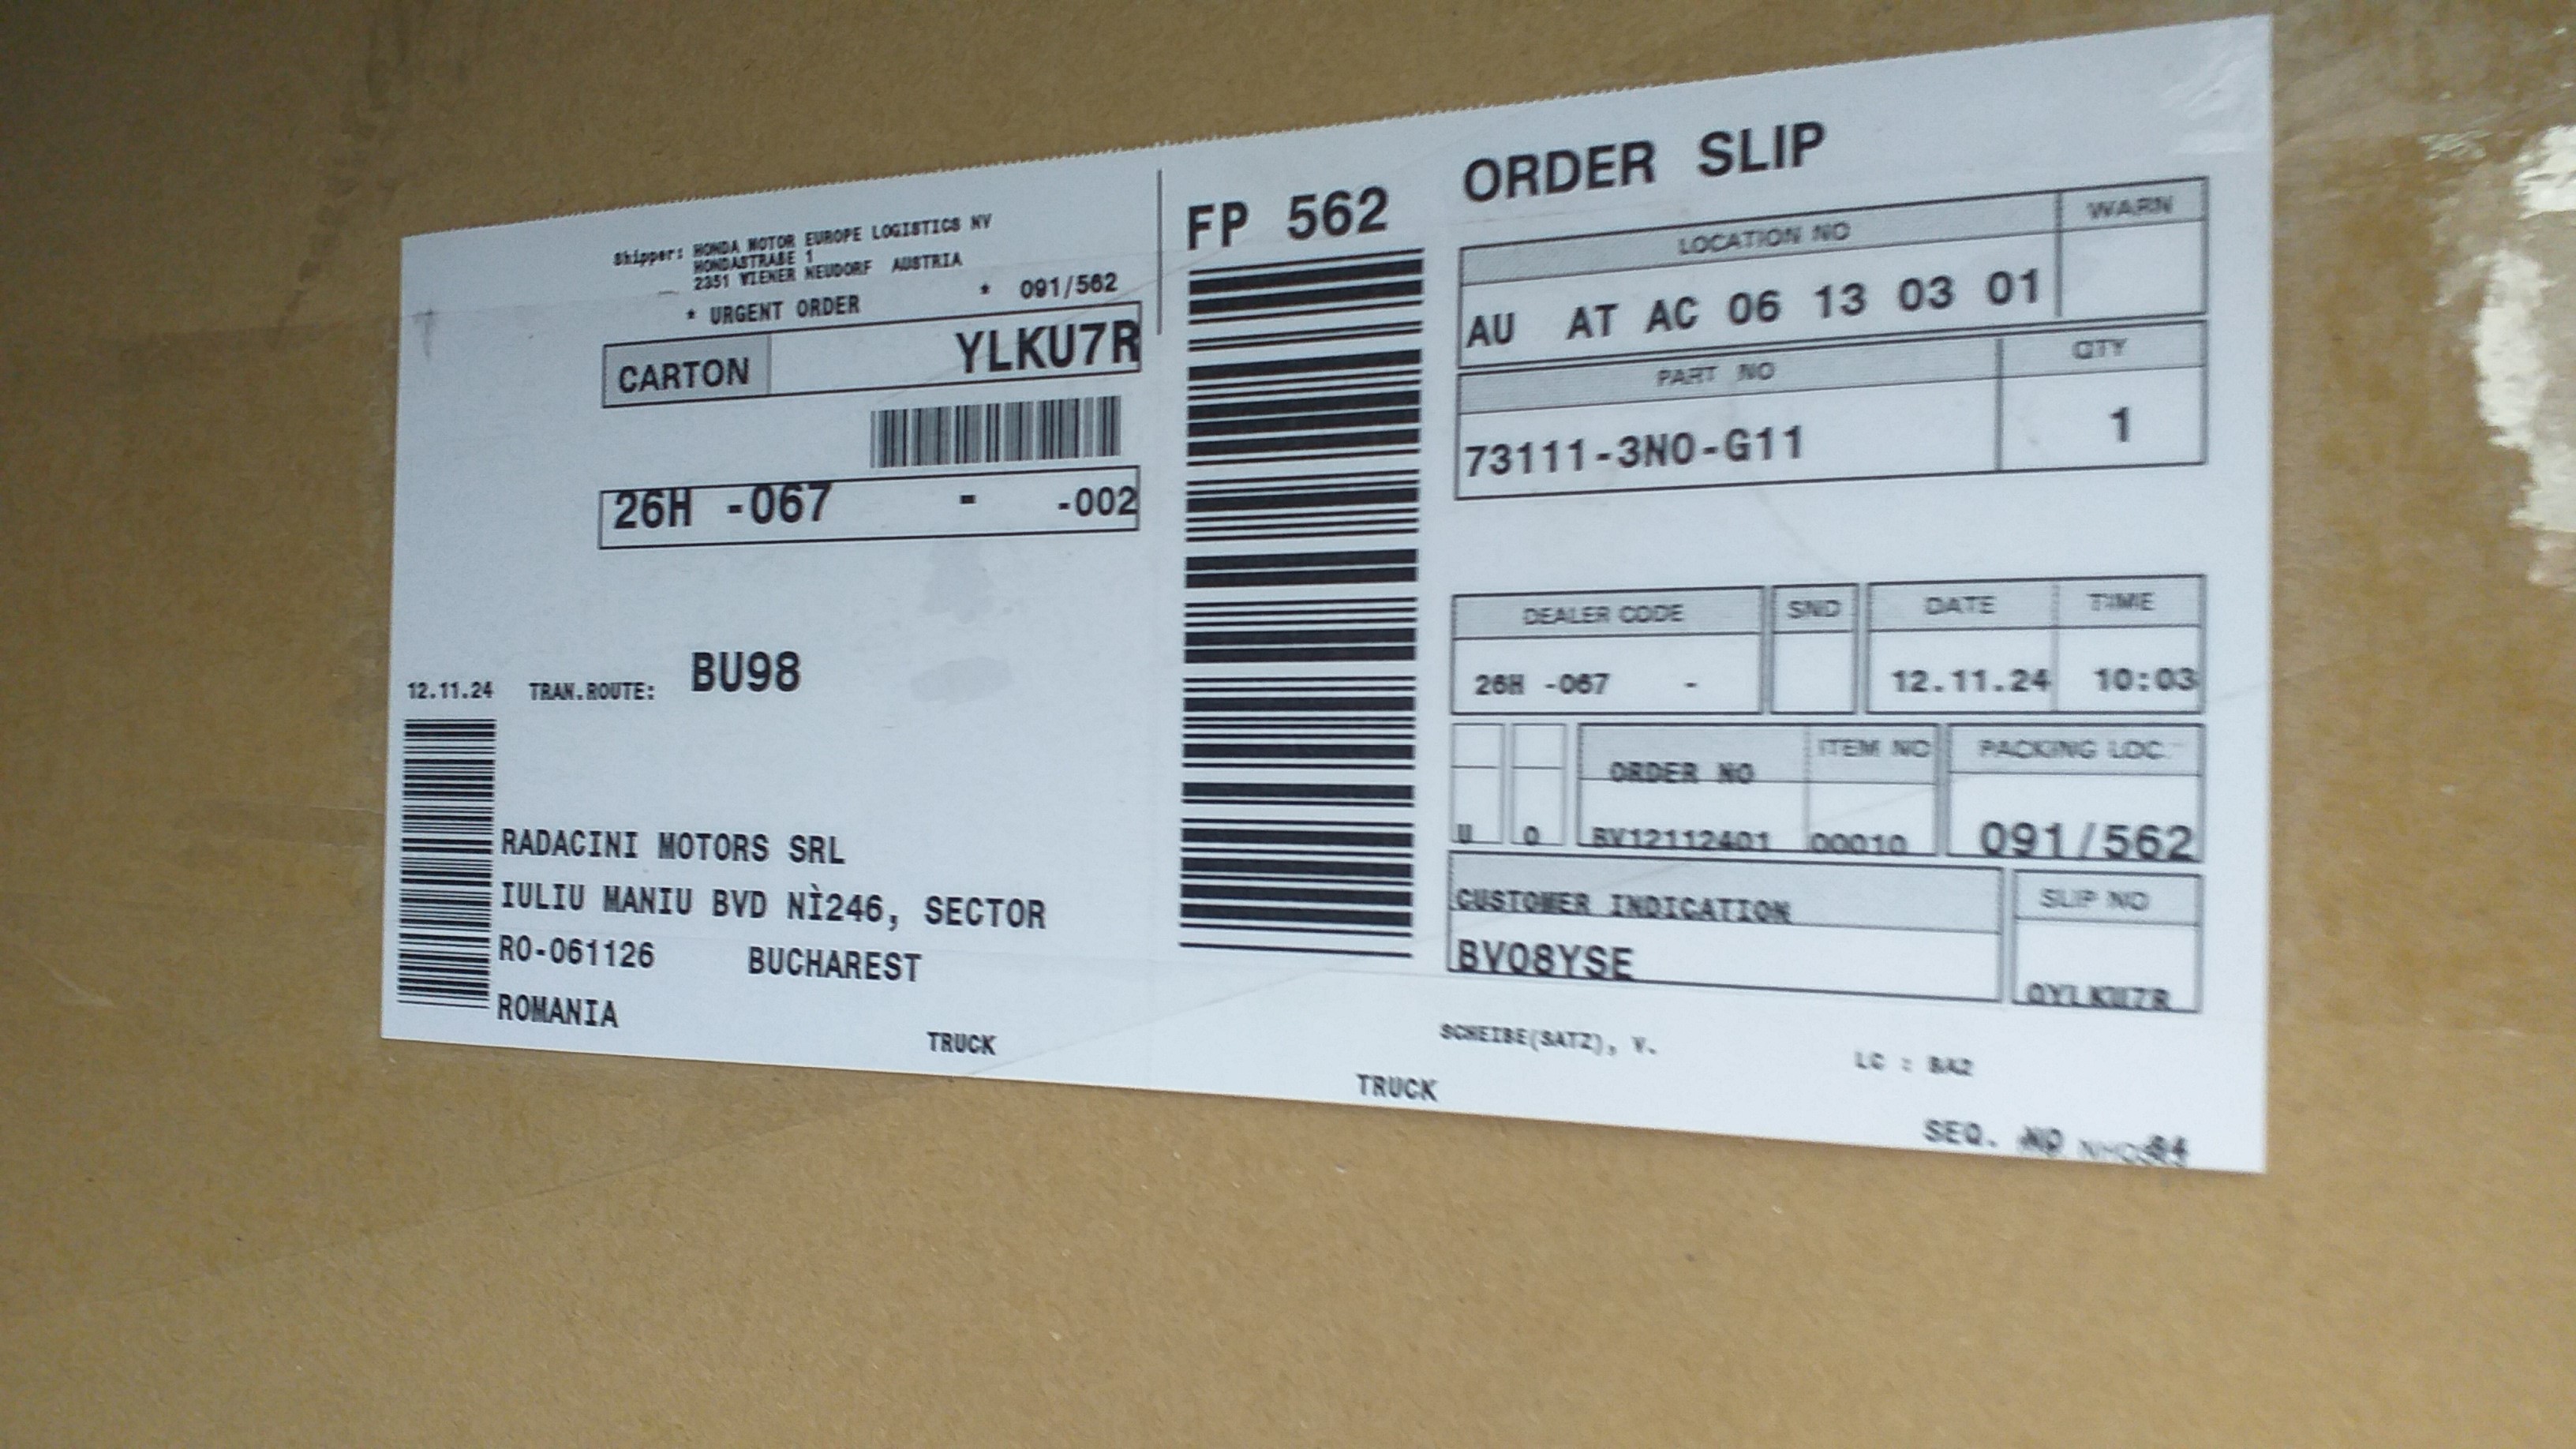 Shipper: HONDA MOTOR EUROPE LOGISTICS NV
HONDASTRAßE 1
2351 WIENER NEUDORF AUSTRIA
* URGENT ORDER * 091/562
CARTON YLKU7R
26H -067 - -002
12.11.24 TRAN.ROUTE: BU98
RADACINI MOTORS SRL
IULIU MANIU BVD NÌ246, SECTOR
RO-061126 BUCHAREST
ROMANIA
TRUCK
FP 562
ORDER SLIP
LOCATION NO WARN
AU AT AC 06 13 03 01
PART NO QTY
73111-3N0-G11 1
DEALER CODE SND DATE TIME
26H -067 - 12.11.24 10:03
ORDER NO ITEM NO PACKING LOC.
U 0 BV12112401 00010 091/562
CUSTOMER INDICATION SLIP NO
BV08YSE 0YLKU7R
SCHEIBE(SATZ), V. LC : BA2
TRUCK
SEQ. NO